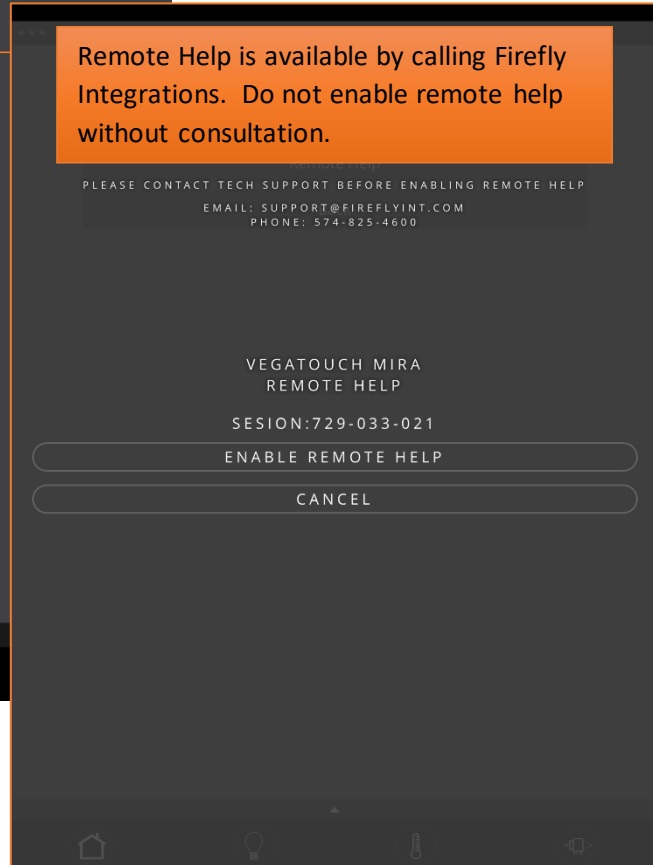 Remote Help is available by calling Firefly
Integrations. Do not enable remote help
without consultation.
Remote Help
PLEASE CONTACT TECH SUPPORT BEFORE ENABLING REMOTE HELP
EMAIL: SUPPORT@FIREFLYINT.COM
PHONE: 574-825-4600
VEGATOUCH MIRA
REMOTE HELP
SESION:729-033-021
ENABLE REMOTE HELP
CANCEL